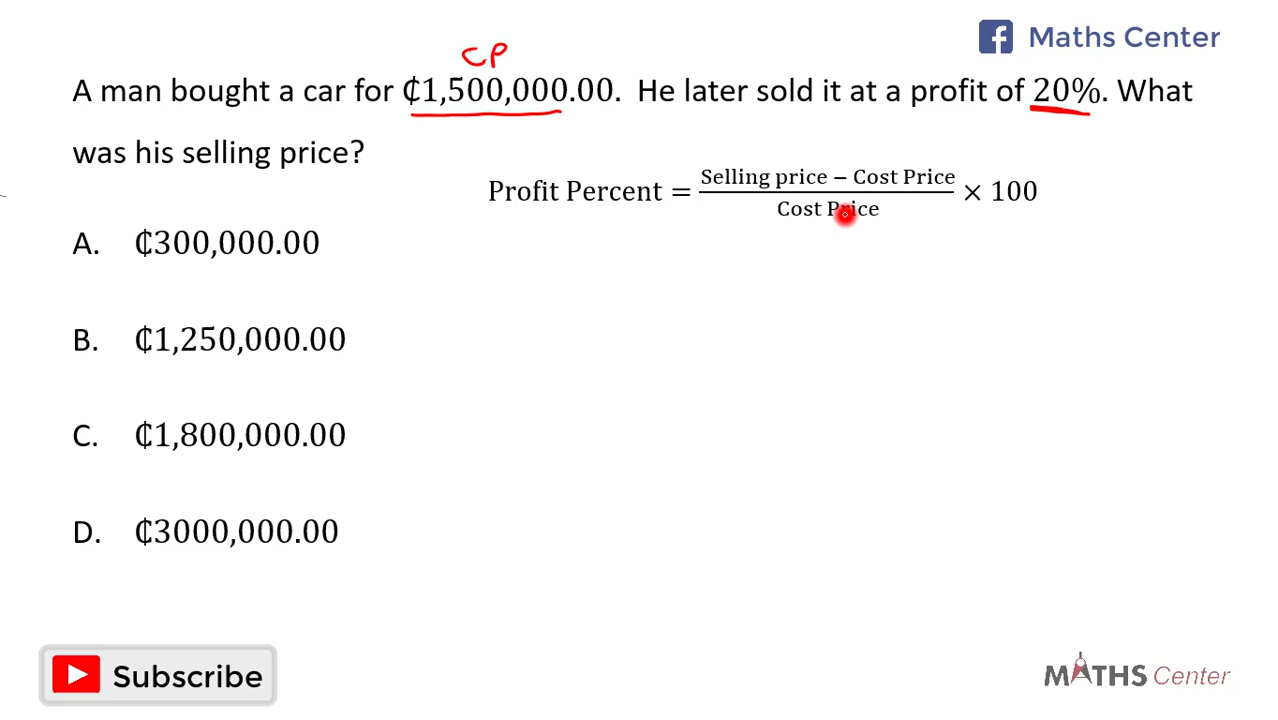 Maths Center
CP
A man bought a car for ₵1,500,000.00. He later sold it at a profit of 20%. What
was his selling price?
Profit Percent = Selling price − Cost Price / Cost Price × 100
A. ₵300,000.00
B. ₵1,250,000.00
C. ₵1,800,000.00
D. ₵3000,000.00
Subscribe
MATHS Center